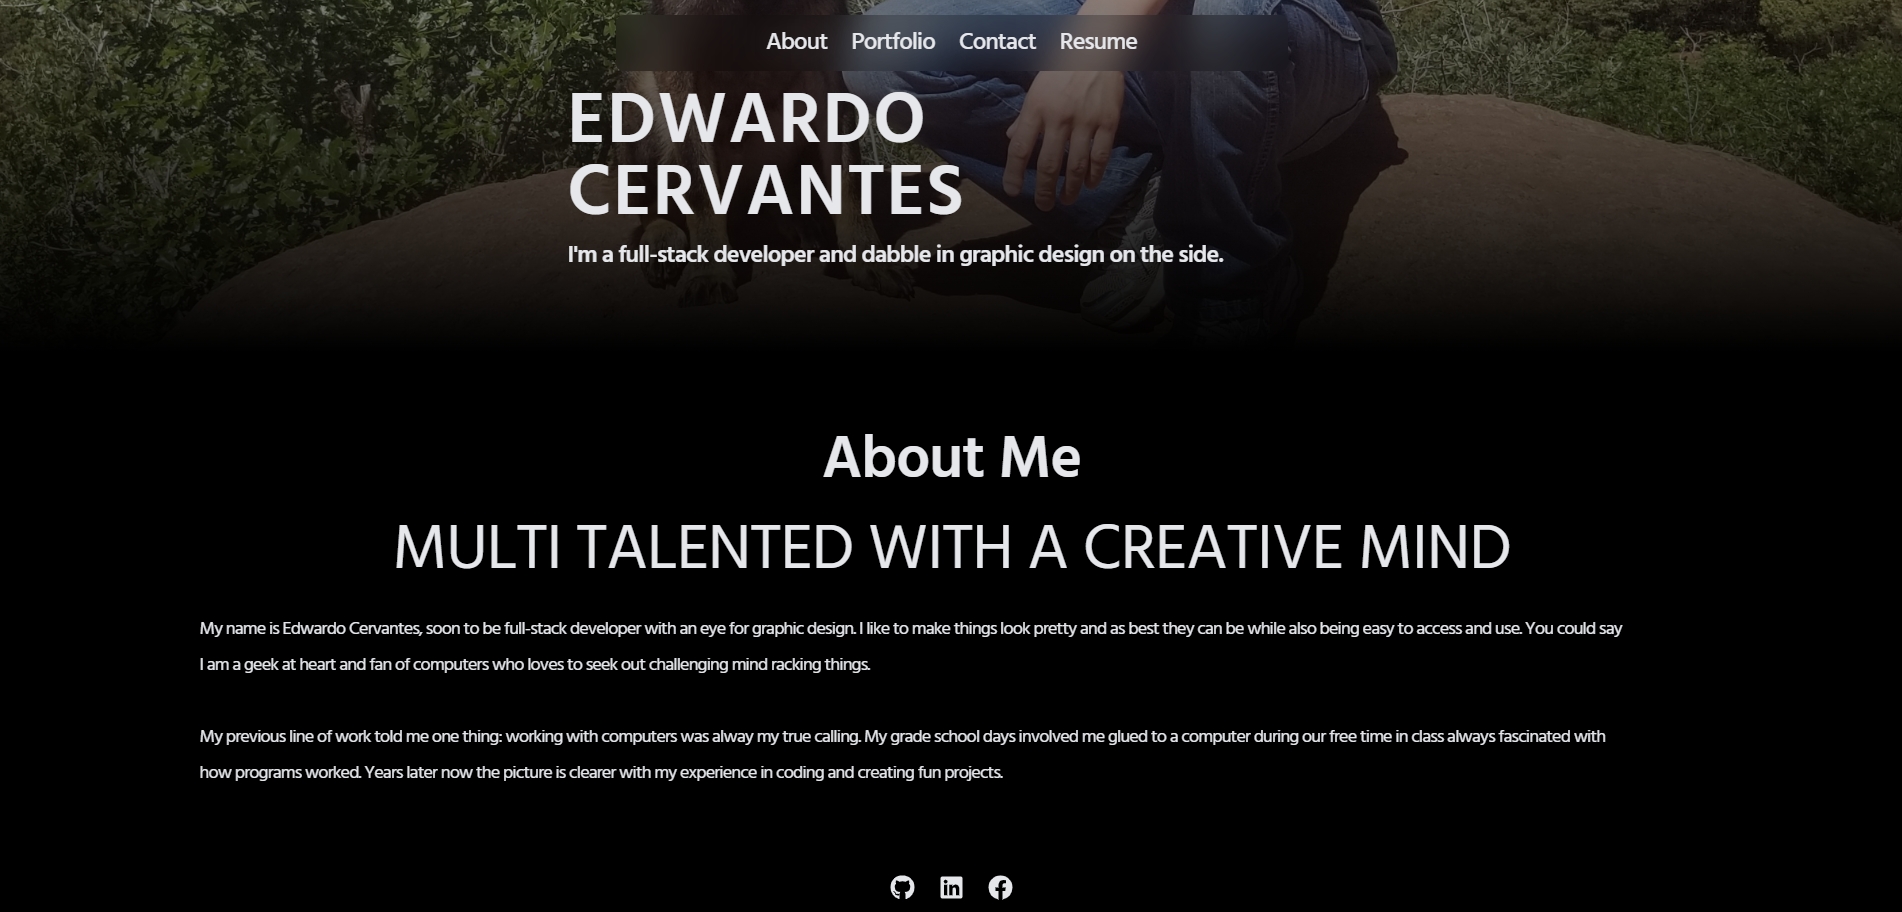 About Portfolio Contact Resume
EDWARDO
CERVANTES
I'm a full-stack developer and dabble in graphic design on the side.
About Me
MULTI TALENTED WITH A CREATIVE MIND
My name is Edwardo Cervantes, soon to be full-stack developer with an eye for graphic design. I like to make things look pretty and as best they can be while also being easy to access and use. You could say
I am a geek at heart and fan of computers who loves to seek out challenging mind racking things.
My previous line of work told me one thing: working with computers was alway my true calling. My grade school days involved me glued to a computer during our free time in class always fascinated with
how programs worked. Years later now the picture is clearer with my experience in coding and creating fun projects.